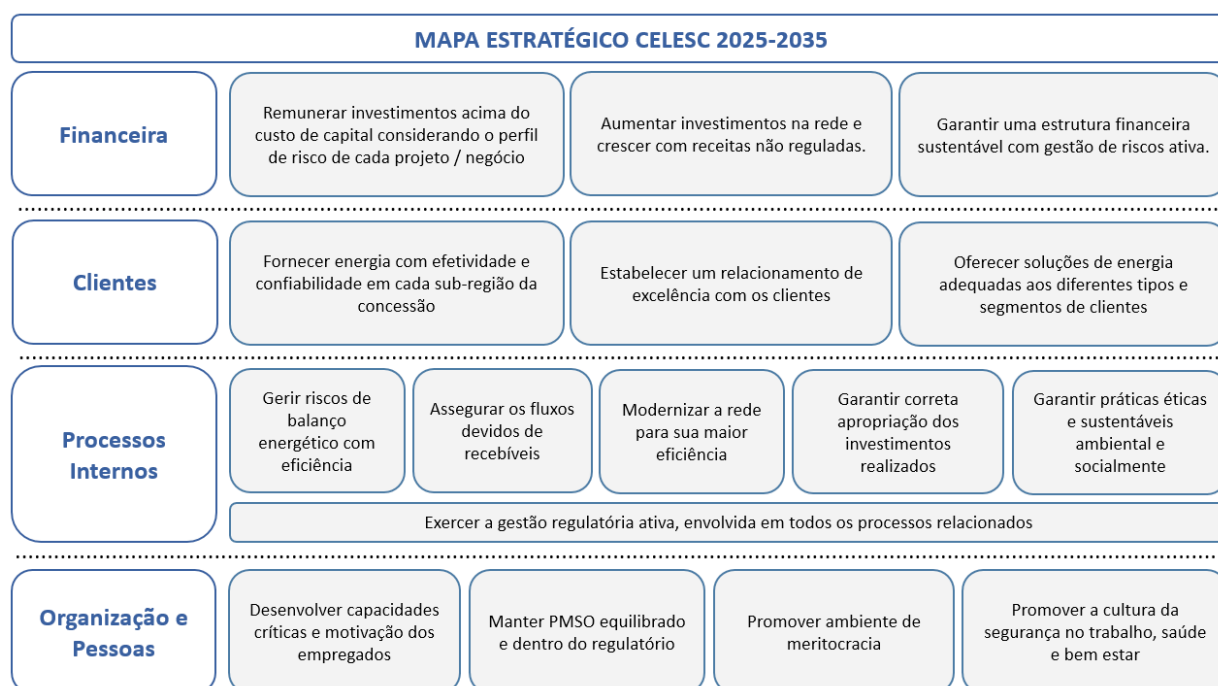 MAPA ESTRATÉGICO CELESC 2025-2035
Financeira
Remunerar investimentos acima do
custo de capital considerando o perfil
de risco de cada projeto / negócio
Aumentar investimentos na rede e
crescer com receitas não reguladas.
Garantir uma estrutura financeira
sustentável com gestão de riscos ativa.
Clientes
Fornecer energia com efetividade e
confiabilidade em cada sub-região da
concessão
Estabelecer um relacionamento de
excelência com os clientes
Oferecer soluções de energia
adequadas aos diferentes tipos e
segmentos de clientes
Processos
Internos
Gerir riscos de
balanço
energético com
eficiência
Assegurar os fluxos
devidos de
recebíveis
Modernizar a rede
para sua maior
eficiência
Garantir correta
apropriação dos
investimentos
realizados
Garantir práticas éticas
e sustentáveis
ambiental e
socialmente
Exercer a gestão regulatória ativa, envolvida em todos os processos relacionados
Organização e
Pessoas
Desenvolver capacidades
críticas e motivação dos
empregados
Manter PMSO equilibrado
e dentro do regulatório
Promover ambiente de
meritocracia
Promover a cultura da
segurança no trabalho, saúde
e bem estar